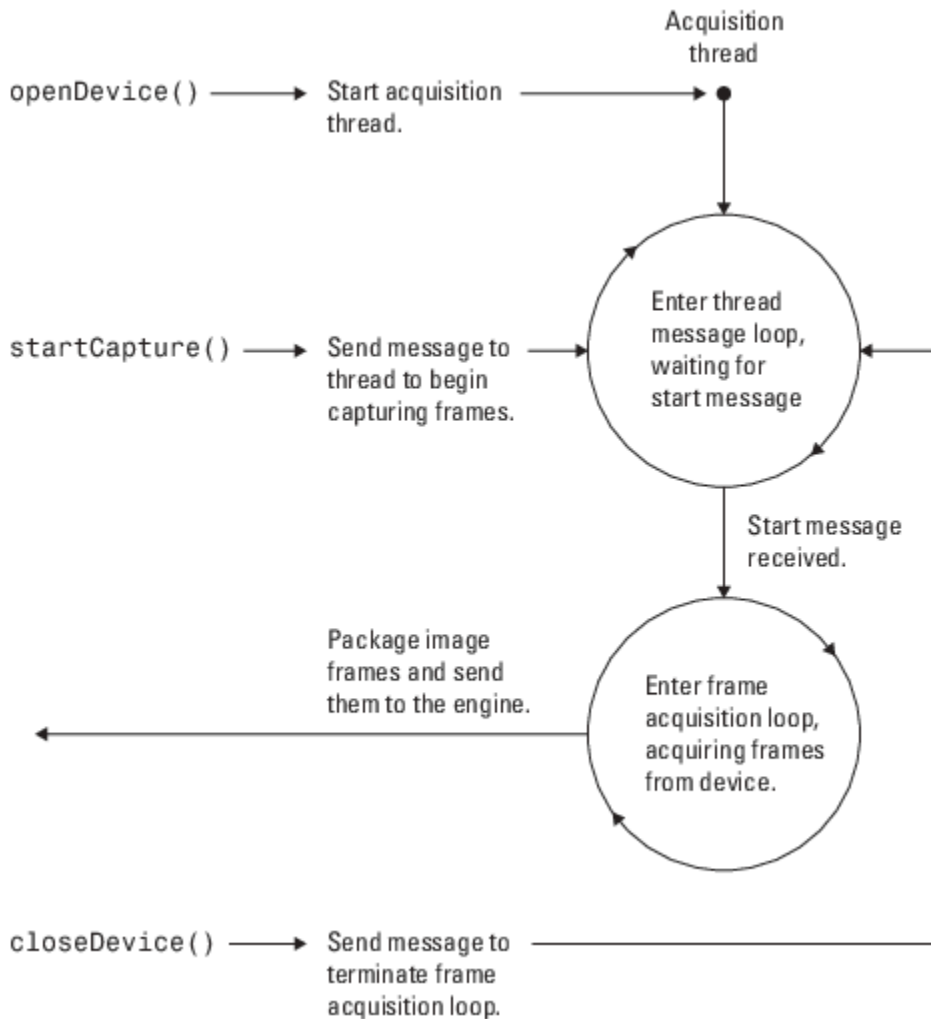 Acquisition
thread
openDevice()
Start acquisition
thread.
Enter thread
message loop,
waiting for
start message
startCapture()
Send message to
thread to begin
capturing frames.
Start message
received.
Package image
frames and send
them to the engine.
Enter frame
acquisition loop,
acquiring frames
from device.
closeDevice()
Send message to
terminate frame
acquisition loop.